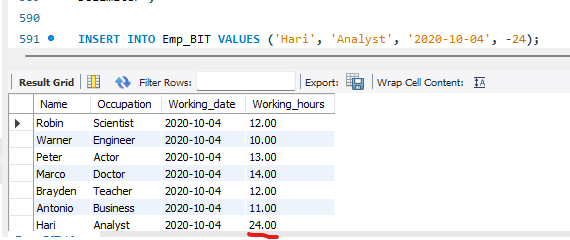 590
591 INSERT INTO Emp_BIT VALUES ('Hari', 'Analyst', '2020-10-04', -24);
Result Grid Filter Rows: Export: Wrap Cell Content: IA
Name Occupation Working_date Working_hours
Robin Scientist 2020-10-04 12.00
Warner Engineer 2020-10-04 10.00
Peter Actor 2020-10-04 13.00
Marco Doctor 2020-10-04 14.00
Brayden Teacher 2020-10-04 12.00
Antonio Business 2020-10-04 11.00
Hari Analyst 2020-10-04 24.00